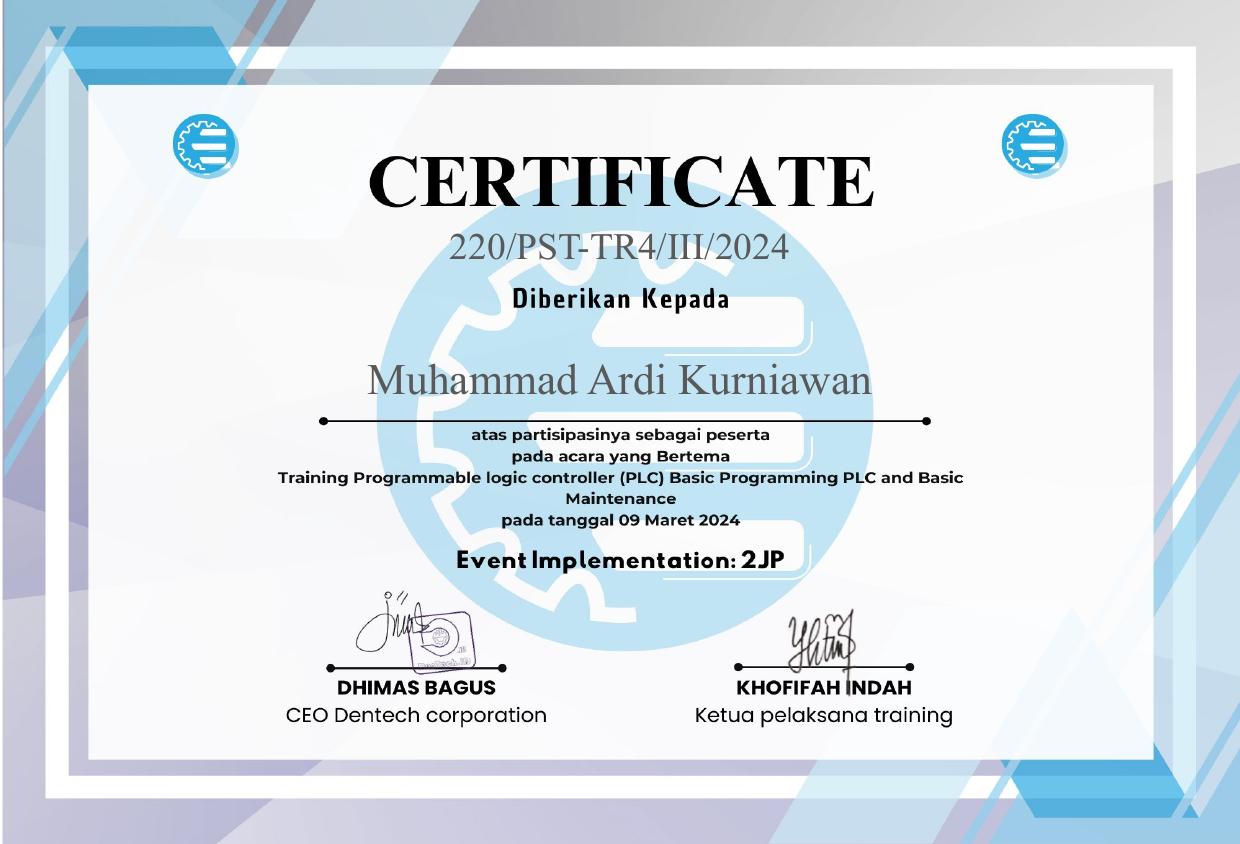 CERTIFICATE
220/PST-TR4/III/2024
Diberikan Kepada
Muhammad Ardi Kurniawan
atas partisipasinya sebagai peserta
pada acara yang Bertema
Training Programmable logic controller (PLC) Basic Programming PLC and Basic
Maintenance
pada tanggal 09 Maret 2024
Event Implementation: 2JP
DHIMAS BAGUS
CEO Dentech corporation
KHOFIFAH INDAH
Ketua pelaksana training